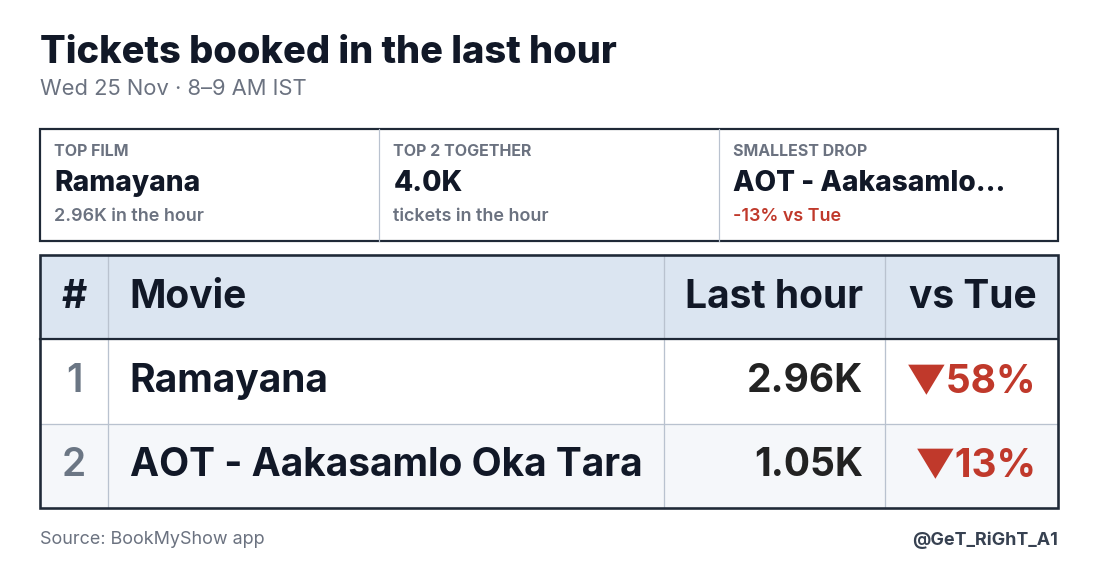 Tickets booked in the last hour
Wed 25 Nov · 8–9 AM IST
TOP FILM
Ramayana
2.96K in the hour
TOP 2 TOGETHER
4.0K
tickets in the hour
SMALLEST DROP
AOT - Aakasamlo...
-13% vs Tue
# Movie Last hour vs Tue
1 Ramayana 2.96K ▼58%
2 AOT - Aakasamlo Oka Tara 1.05K ▼13%
Source: BookMyShow app
@GeT_RiGhT_A1